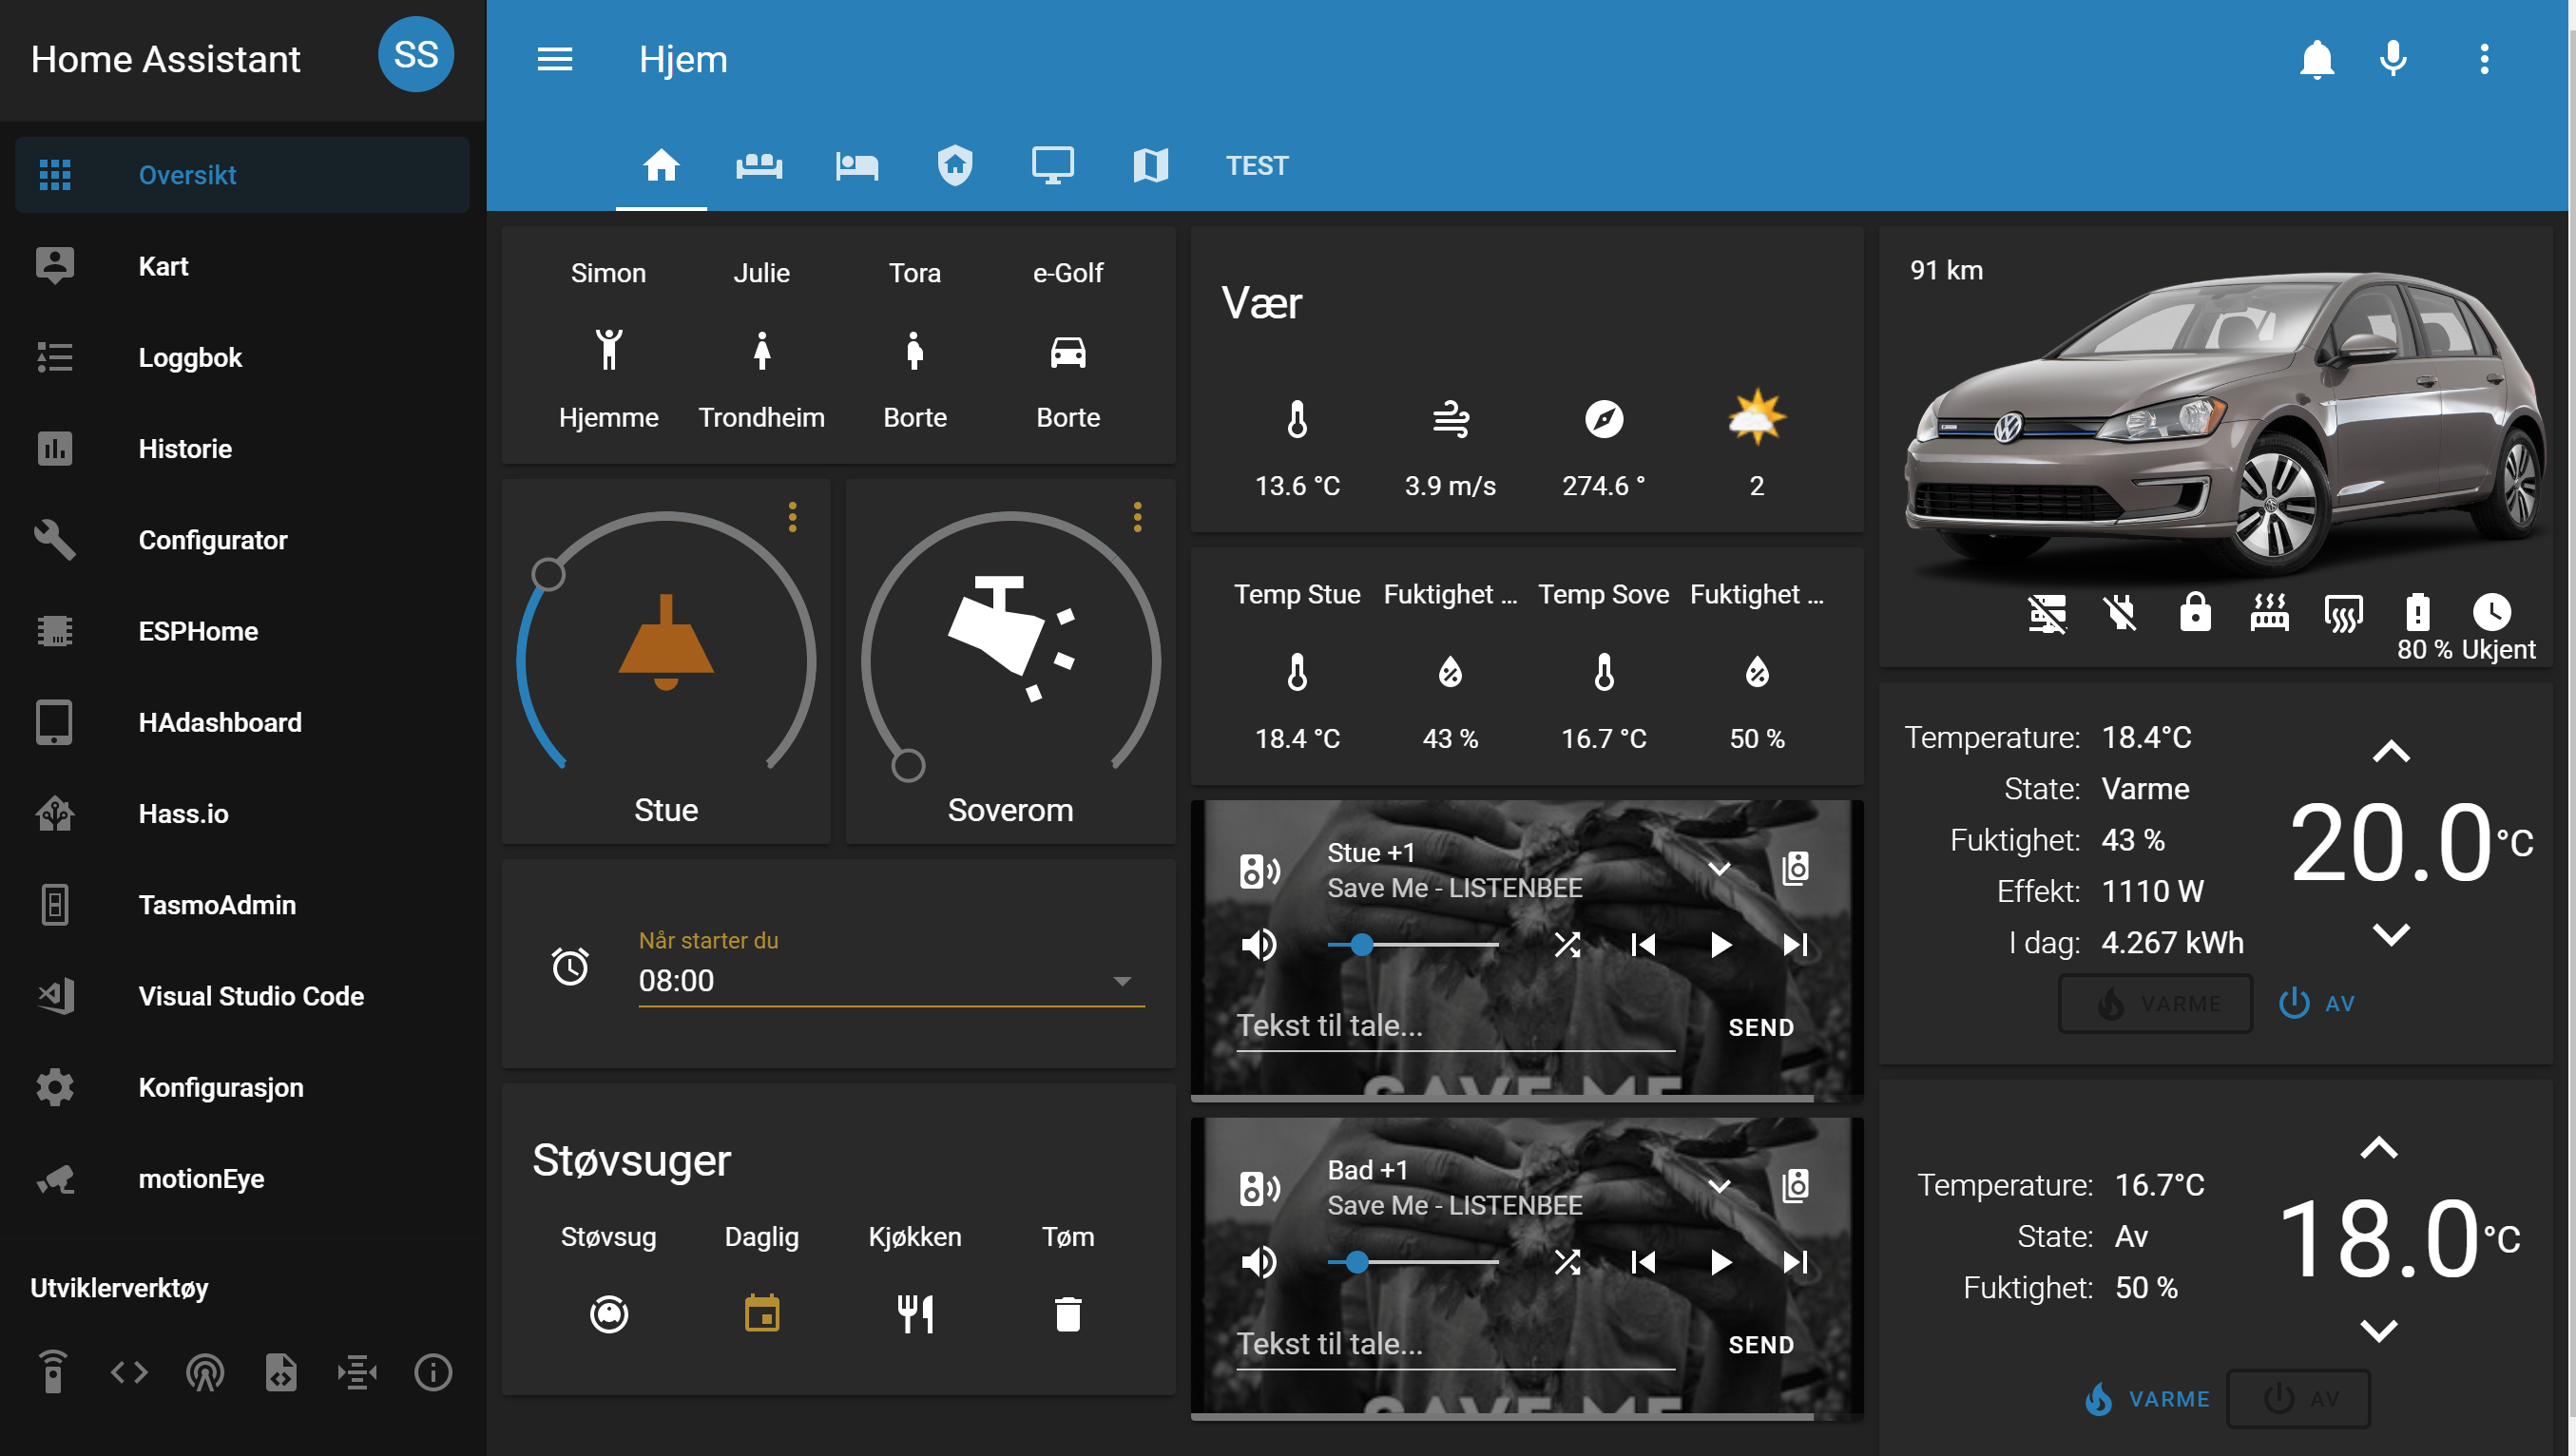 Home Assistant
SS
Oversikt
Kart
Loggbok
Historie
Configurator
ESPHome
HAdashboard
Hass.io
TasmoAdmin
Visual Studio Code
Konfigurasjon
motionEye
Utviklerverktøy
Hjem
TEST
Simon Julie Tora e-Golf
Hjemme Trondheim Borte Borte
Stue
Soverom
Når starter du
08:00
Støvsuger
Støvsug Daglig Kjøkken Tøm
Vær
13.6 °C 3.9 m/s 274.6 ° 2
Temp Stue Fuktighet ... Temp Sove Fuktighet ...
18.4 °C 43 % 16.7 °C 50 %
Stue +1
Save Me - LISTENBEE
Tekst til tale...
SEND
SAVE ME
Bad +1
Save Me - LISTENBEE
Tekst til tale...
SEND
SAVE ME
91 km
80 % Ukjent
Temperature: 18.4°C
State: Varme
Fuktighet: 43 %
Effekt: 1110 W
I dag: 4.267 kWh
20.0 °C
VARME
AV
Temperature: 16.7°C
State: Av
Fuktighet: 50 %
18.0 °C
VARME
AV